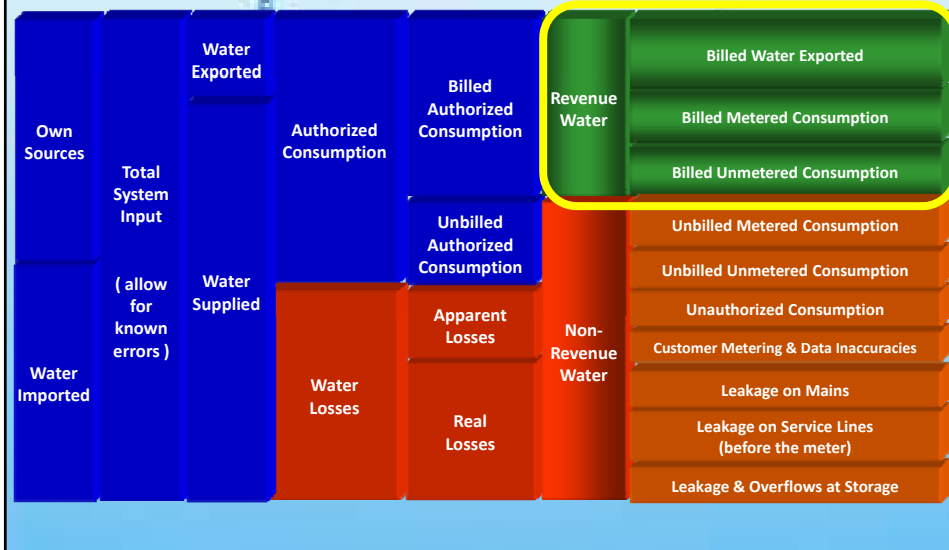 Own
Sources
Water
Imported
Total
System
Input
( allow
for
known
errors )
Water
Exported
Water
Supplied
Authorized
Consumption
Water
Losses
Billed
Authorized
Consumption
Unbilled
Authorized
Consumption
Apparent
Losses
Real
Losses
Revenue
Water
Non-
Revenue
Water
Billed Water Exported
Billed Metered Consumption
Billed Unmetered Consumption
Unbilled Metered Consumption
Unbilled Unmetered Consumption
Unauthorized Consumption
Customer Metering & Data Inaccuracies
Leakage on Mains
Leakage on Service Lines
(before the meter)
Leakage & Overflows at Storage